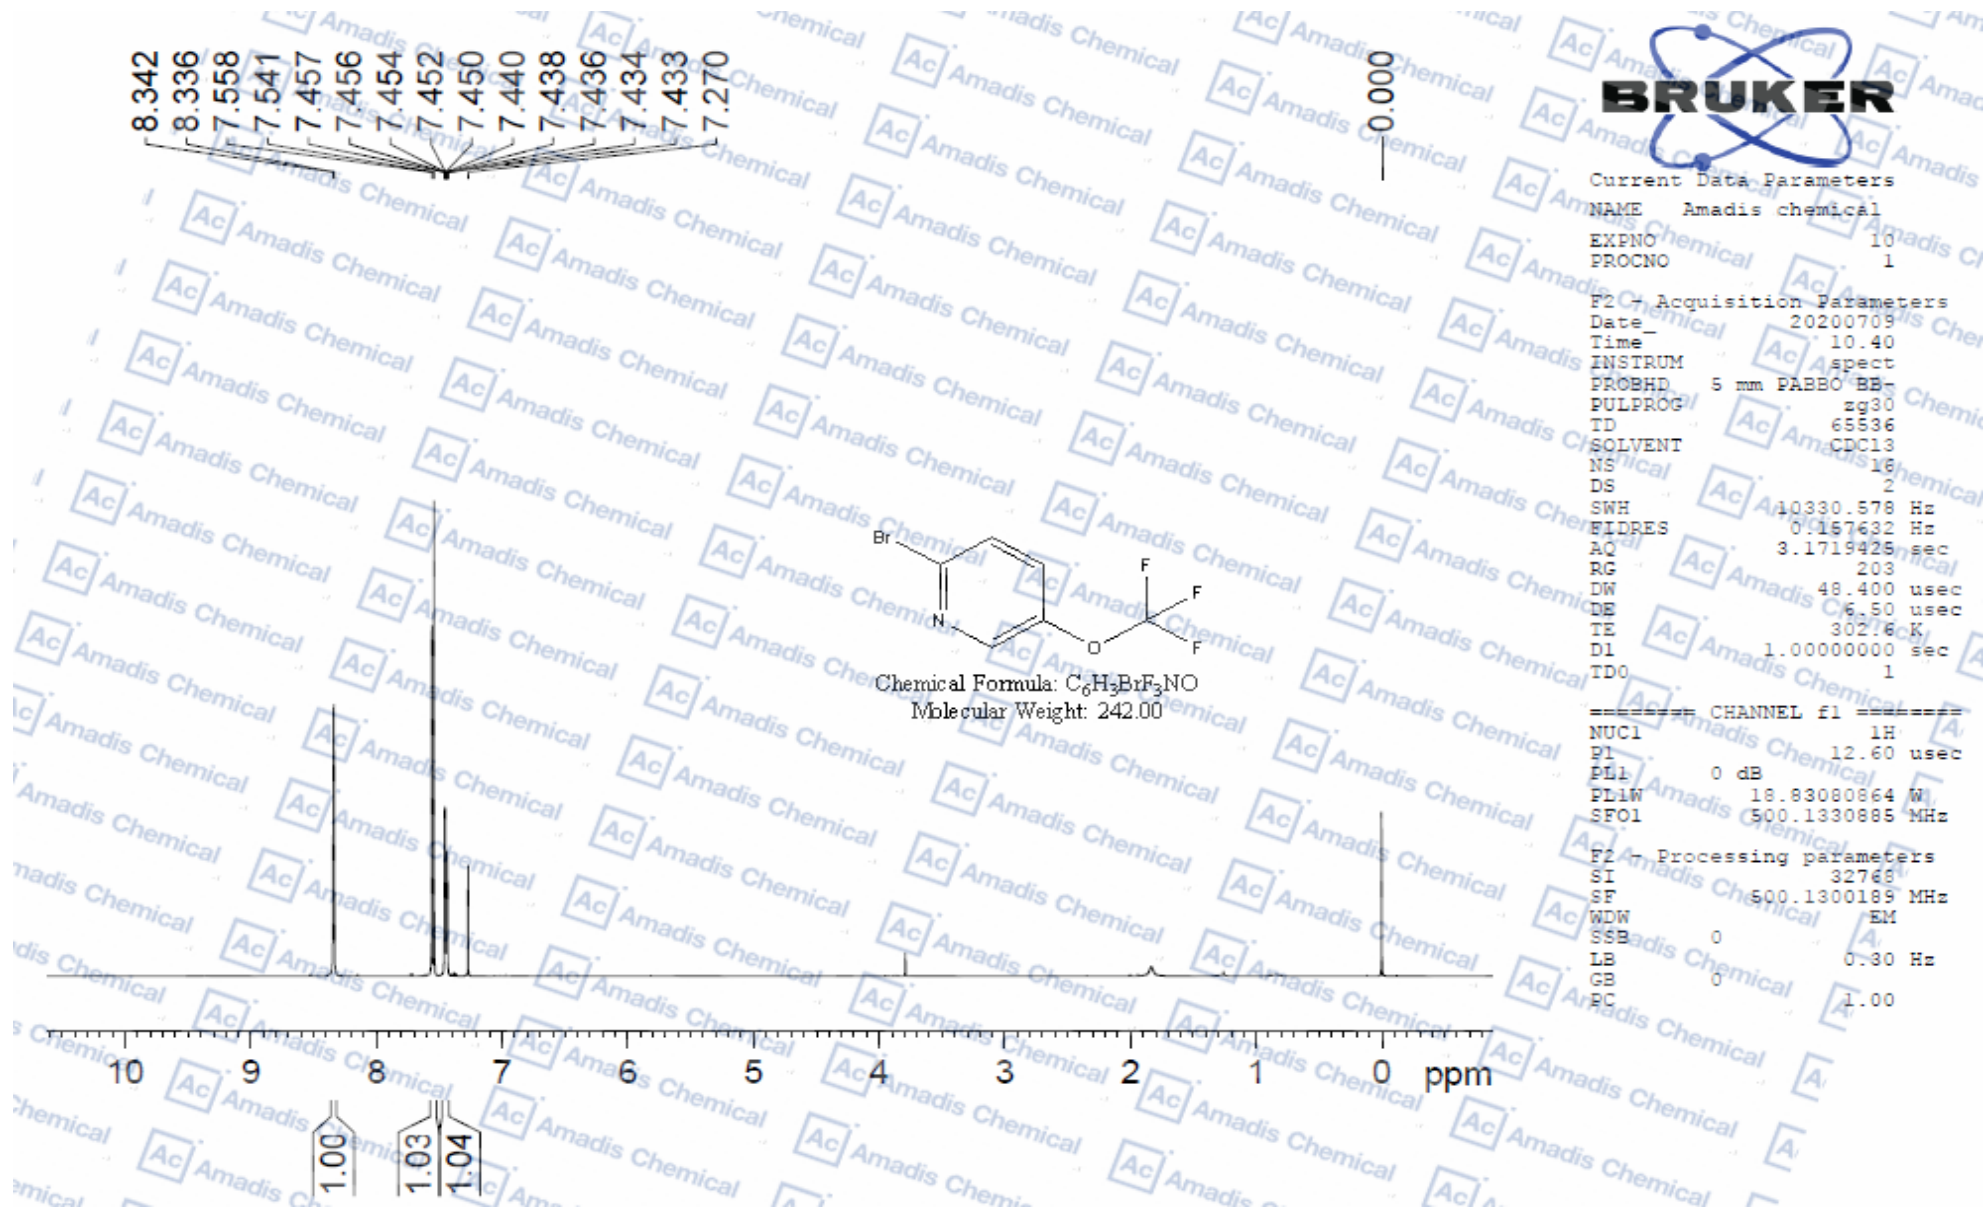 8.342
8.336
7.558
7.541
7.457
7.456
7.454
7.452
7.450
7.440
7.438
7.436
7.434
7.433
7.270
0.000
BRUKER
Current Data Parameters
NAME Amadis chemical
EXPNO 10
PROCNO 1
F2 - Acquisition Parameters
Date_ 20200709
Time 10.40
INSTRUM spect
PROBHD 5 mm PABBO BB-
PULPROG zg30
TD 65536
SOLVENT CDCl3
NS 16
DS 2
SWH 10330.578 Hz
FIDRES 0.157632 Hz
AQ 3.1719425 sec
RG 203
DW 48.400 usec
DE 6.50 usec
TE 302.6 K
D1 1.00000000 sec
TD0 1
======== CHANNEL f1 ========
NUC1 1H
P1 12.60 usec
PL1 0 dB
PL1W 18.83080864 W
SFO1 500.1330885 MHz
F2 - Processing parameters
SI 32768
SF 500.1300189 MHz
WDW EM
SSB 0
LB 0.30 Hz
GB 0
PC 1.00
Br
N
O
F
F
F
Chemical Formula: C6H3BrF3NO
Molecular Weight: 242.00
10 9 8 7 6 5 4 3 2 1 0 ppm
1.00
1.03
1.04
Ac Amadis Chemical